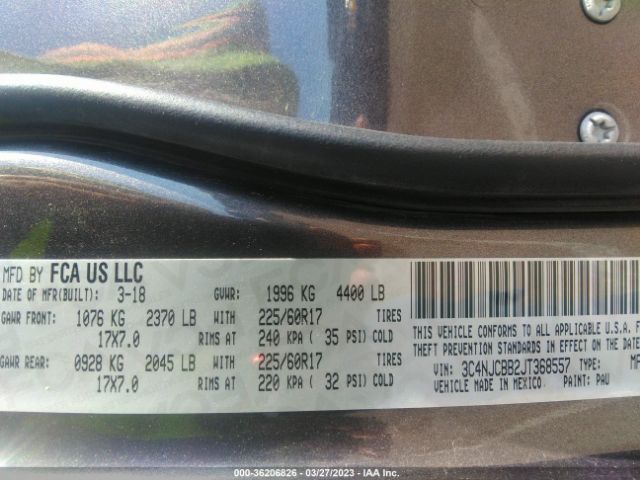 MFD BY FCA US LLC
DATE OF MFR(BUILT): 3-18 GVWR: 1996 KG 4400 LB
GAWR FRONT: 1076 KG 2370 LB WITH 225/60R17 TIRES
17X7.0 RIMS AT 240 KPA ( 35 PSI) COLD
GAWR REAR: 0928 KG 2045 LB WITH 225/60R17 TIRES
17X7.0 RIMS AT 220 KPA ( 32 PSI) COLD
THIS VEHICLE CONFORMS TO ALL APPLICABLE U.S.A.
THEFT PREVENTION STANDARDS IN EFFECT ON THE DA
VIN: 3C4NJCBB2JT368557 TYPE: MP
VEHICLE MADE IN MEXICO. PAINT: PAU
© 36206826 - 03/27/2023 - IAA Inc.